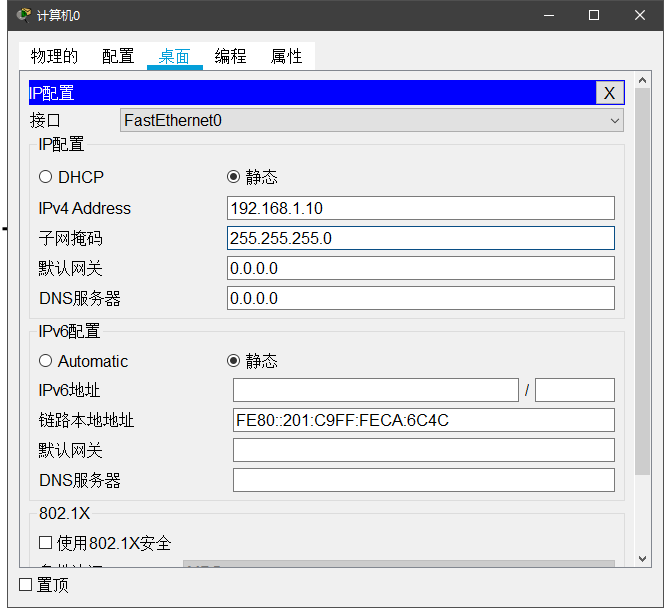 计算机0
物理的 配置 桌面 编程 属性
IP配置 X
接口 FastEthernet0
IP配置
DHCP 静态
IPv4 Address 192.168.1.10
子网掩码 255.255.255.0
默认网关 0.0.0.0
DNS服务器 0.0.0.0
IPv6配置
Automatic 静态
IPv6地址 /
链路本地地址 FE80::201:C9FF:FECA:6C4C
默认网关
DNS服务器
802.1X
使用802.1X安全
置顶